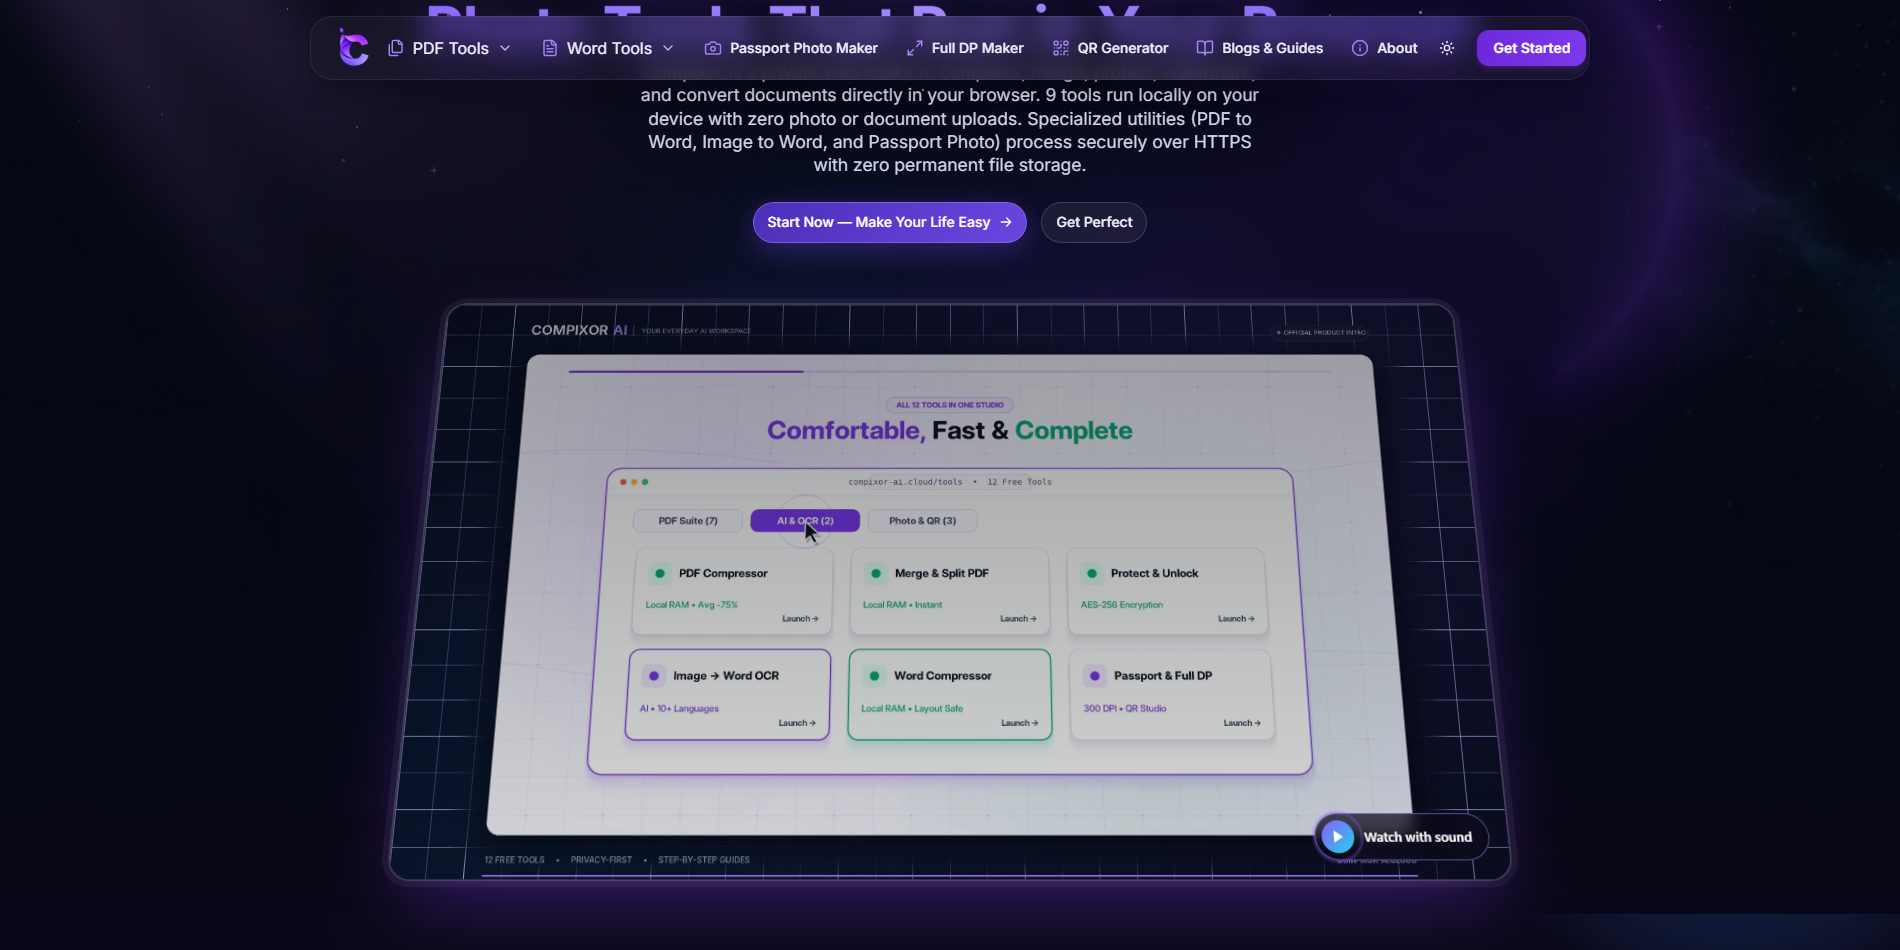 PDF Tools
Word Tools
Passport Photo Maker
Full DP Maker
QR Generator
Blogs & Guides
About
Get Started
and convert documents directly in your browser. 9 tools run locally on your
device with zero photo or document uploads. Specialized utilities (PDF to
Word, Image to Word, and Passport Photo) process securely over HTTPS
with zero permanent file storage.
Start Now — Make Your Life Easy →
Get Perfect
COMPIXOR AI | YOUR EVERYDAY AI WORKSPACE
OFFICIAL PRODUCT INTRO
ALL 12 TOOLS IN ONE STUDIO
Comfortable, Fast & Complete
compixor-ai.cloud/tools • 12 Free Tools
PDF Suite (7)
AI & OCR (2)
Photo & QR (3)
PDF Compressor
Local RAM • Avg -75%
Launch →
Merge & Split PDF
Local RAM • Instant
Launch →
Protect & Unlock
AES-256 Encryption
Launch →
Image → Word OCR
AI • 10+ Languages
Launch →
Word Compressor
Local RAM • Layout Safe
Launch →
Passport & Full DP
300 DPI • QR Studio
Launch →
Watch with sound
12 FREE TOOLS • PRIVACY-FIRST • STEP-BY-STEP GUIDES